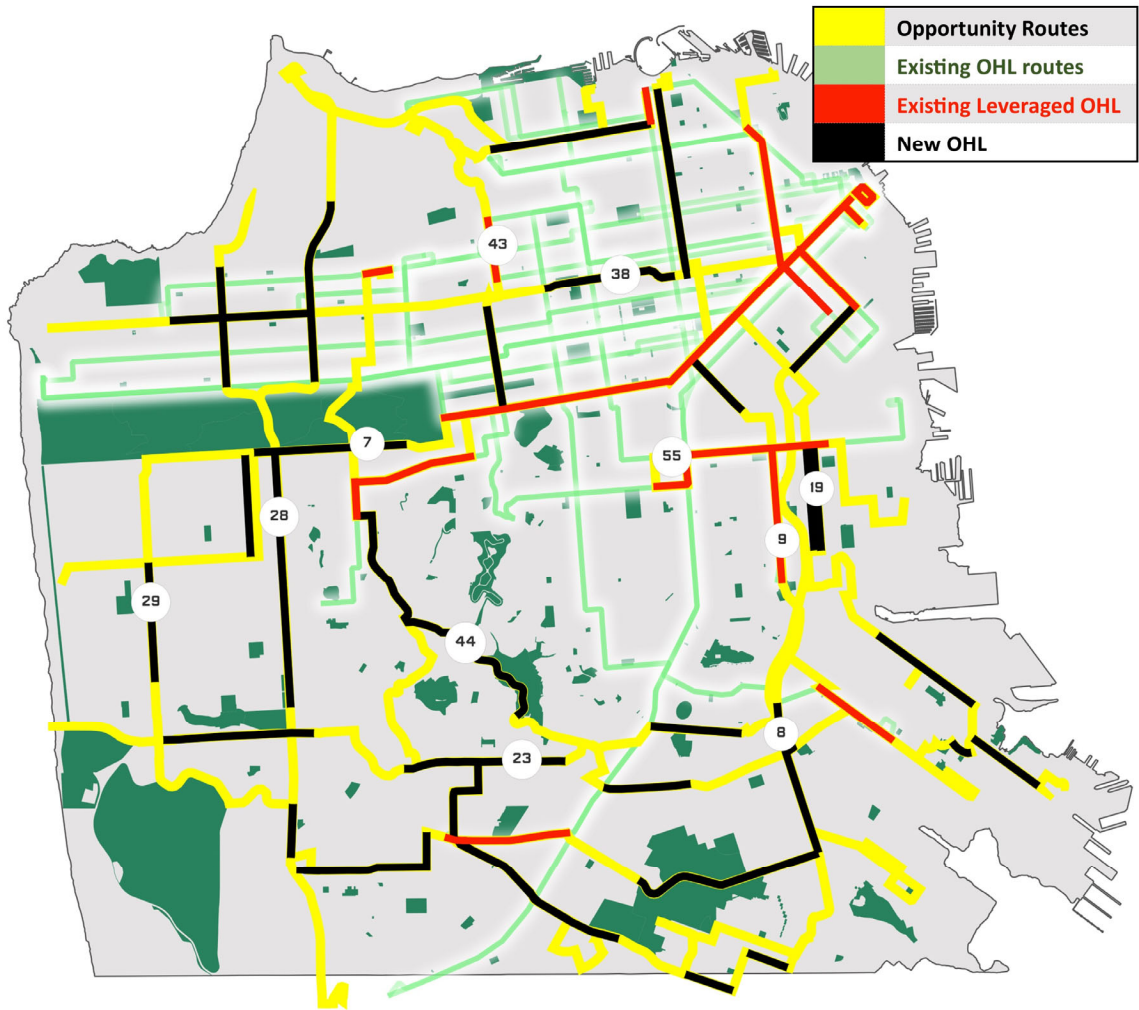 Opportunity Routes
Existing OHL routes
Existing Leveraged OHL
New OHL
43
38
7
55
28
19
9
29
44
8
23